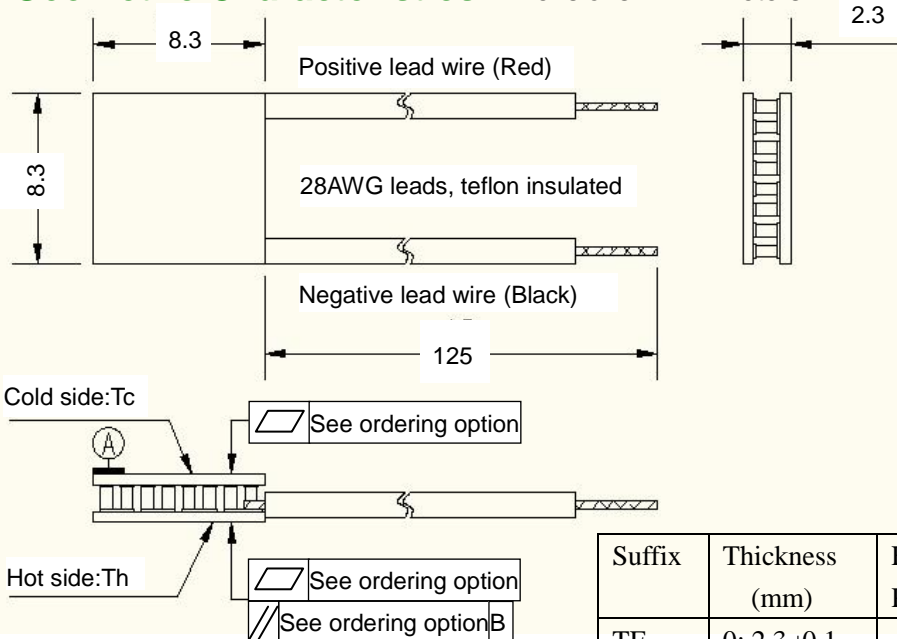 2.3
8.3
Positive lead wire (Red)
8.3
28AWG leads, teflon insulated
Negative lead wire (Black)
125
Cold side:Tc
A
See ordering option
Hot side:Th
See ordering option
See ordering option B
Suffix Thickness
(mm)